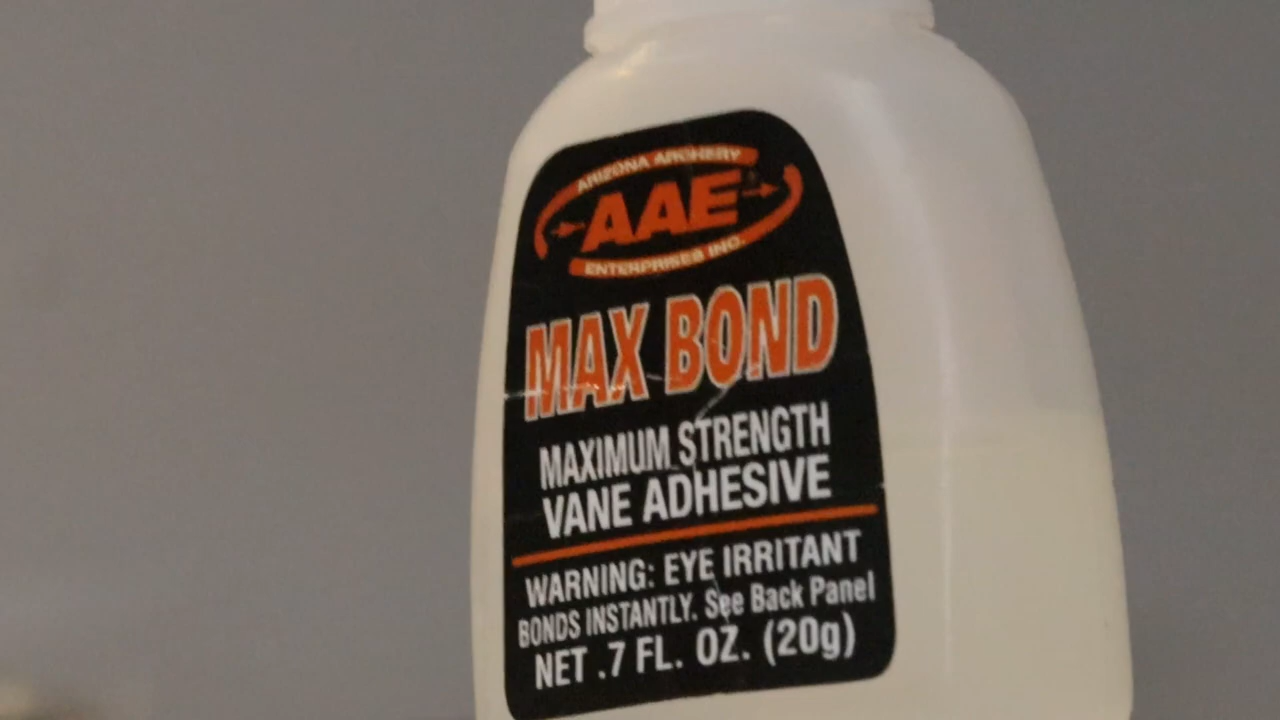 ARIZONA ARCHERY
AAE®
ENTERPRISES INC.
MAX BOND
MAXIMUM STRENGTH
VANE ADHESIVE
WARNING: EYE IRRITANT
BONDS INSTANTLY. See Back Panel
NET .7 FL. OZ. (20g)